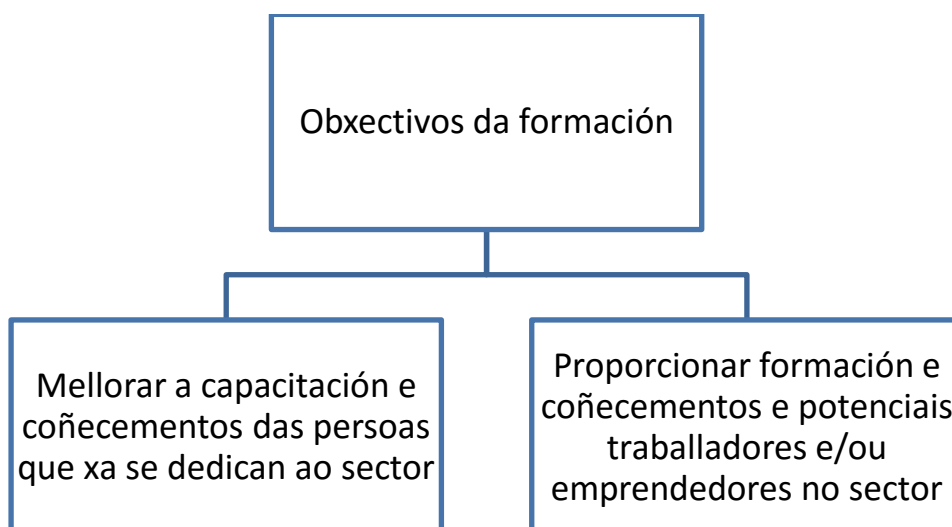 Obxectivos da formación
Mellorar a capacitación e
coñecementos das persoas
que xa se dedican ao sector
Proporcionar formación e
coñecementos e potenciais
traballadores e/ou
emprendedores no sector